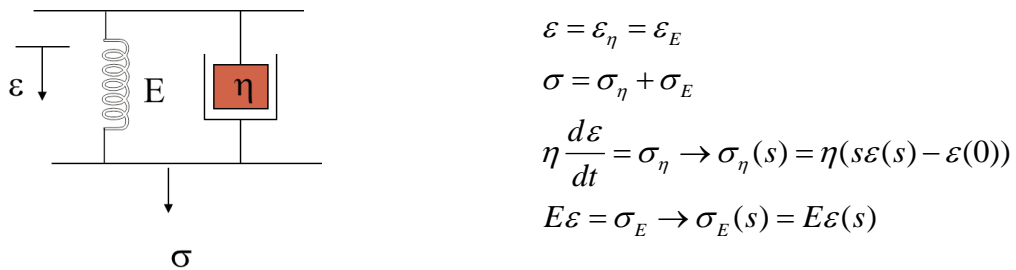 ε
E
η
σ
ε = ε_η = ε_E
σ = σ_η + σ_E
η dε/dt = σ_η → σ_η(s) = η(sε(s) − ε(0))
Eε = σ_E → σ_E(s) = Eε(s)